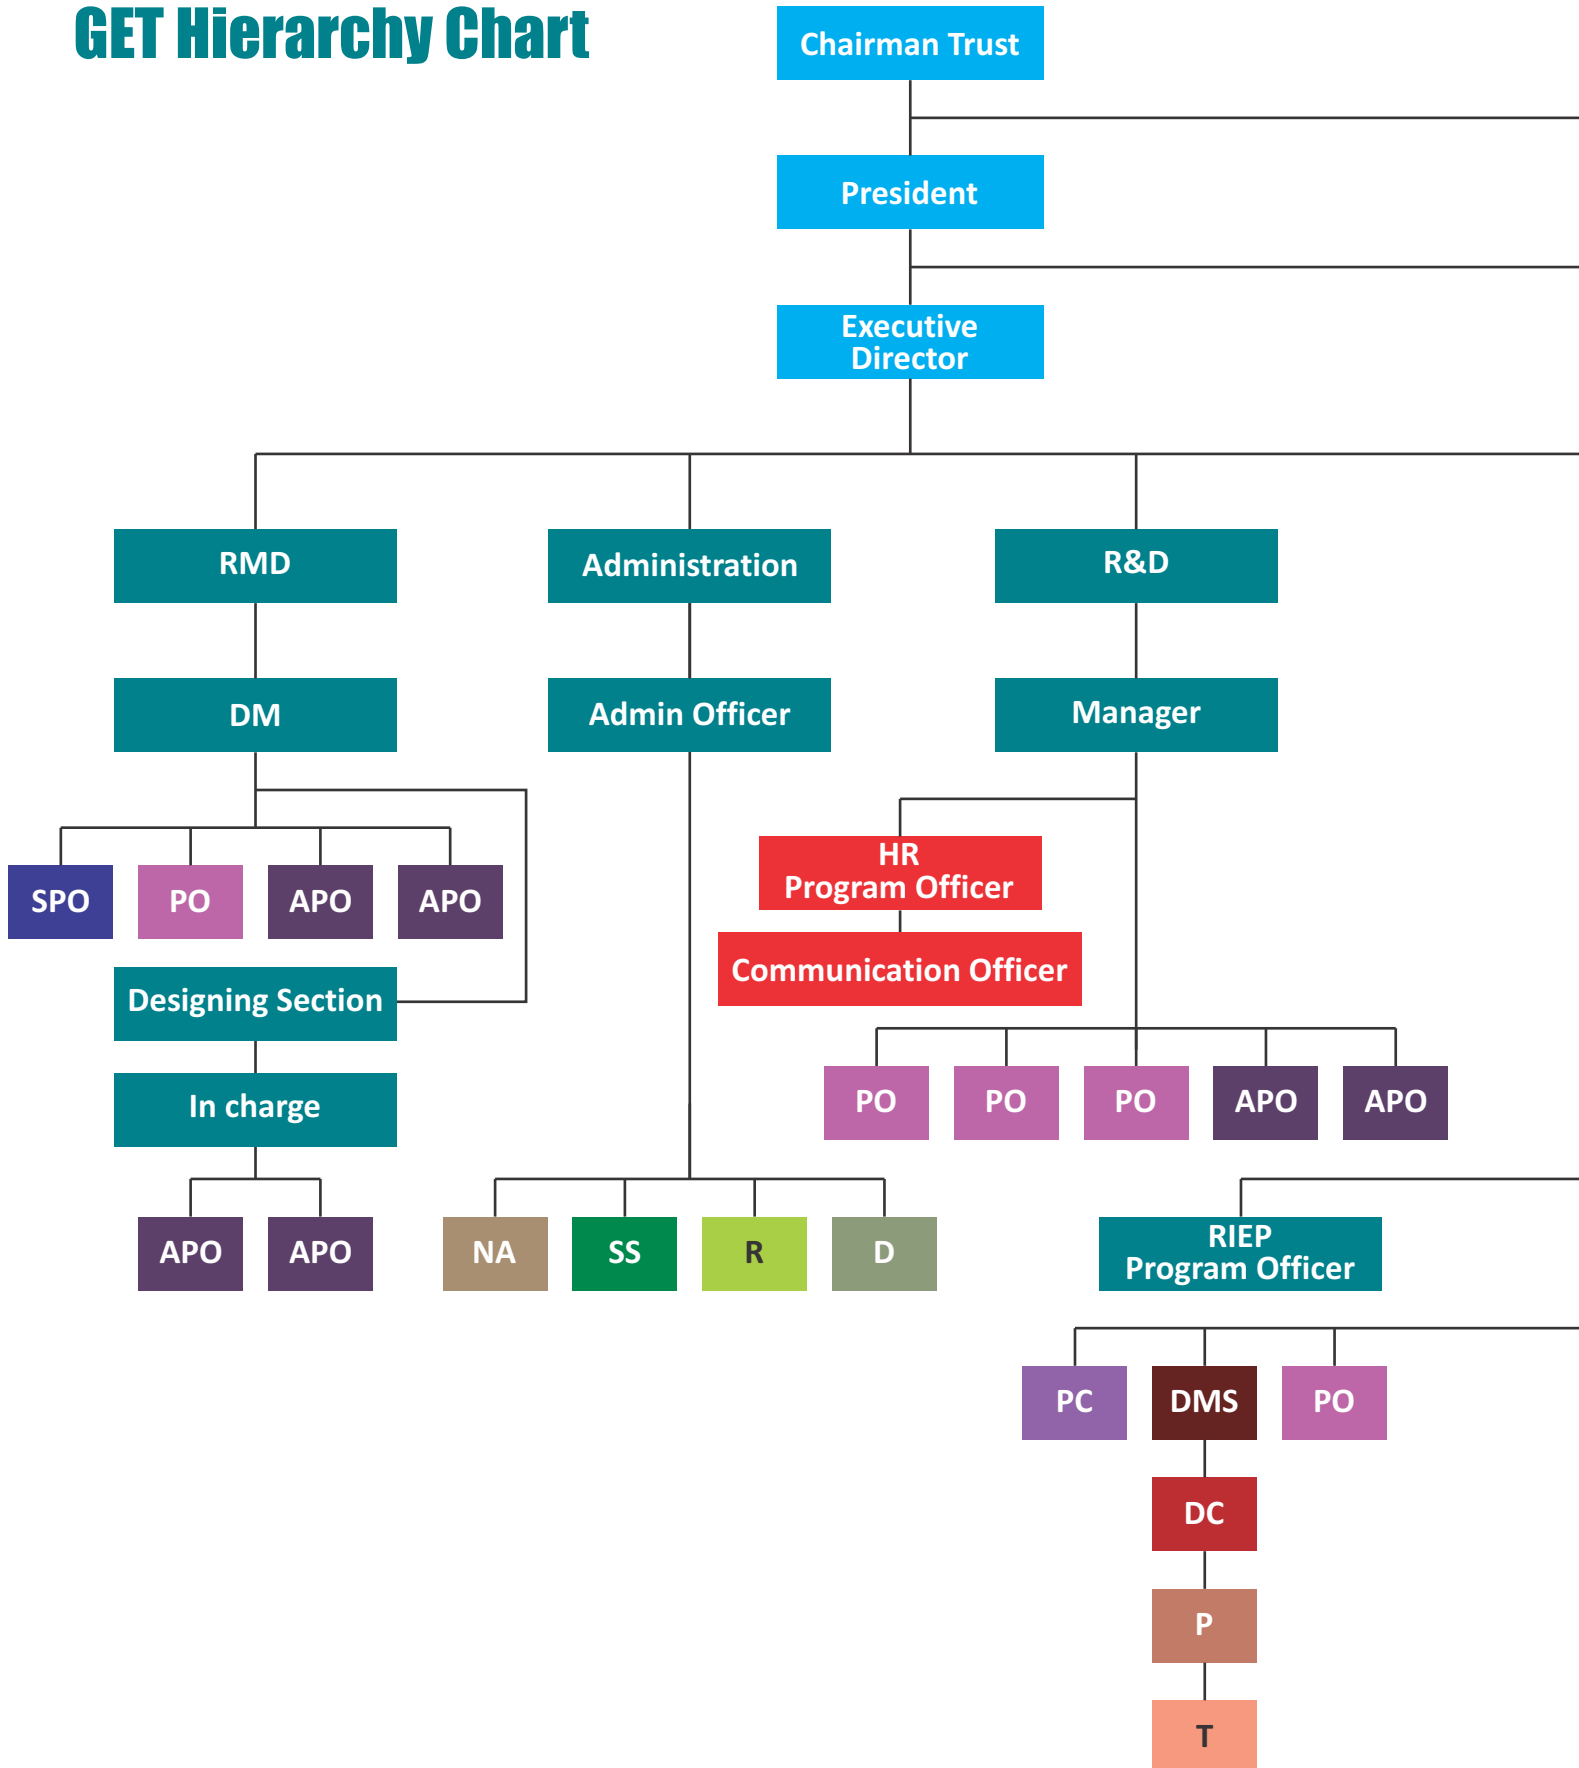 GET Hierarchy Chart
Chairman Trust
President
Executive
Director
RMD
Administration
R&D
DM
Admin Officer
Manager
HR
Program Officer
SPO
PO
APO
APO
Communication Officer
Designing Section
In charge
PO
PO
PO
APO
APO
APO
APO
NA
SS
R
D
RIEP
Program Officer
PC
DMS
PO
DC
P
T